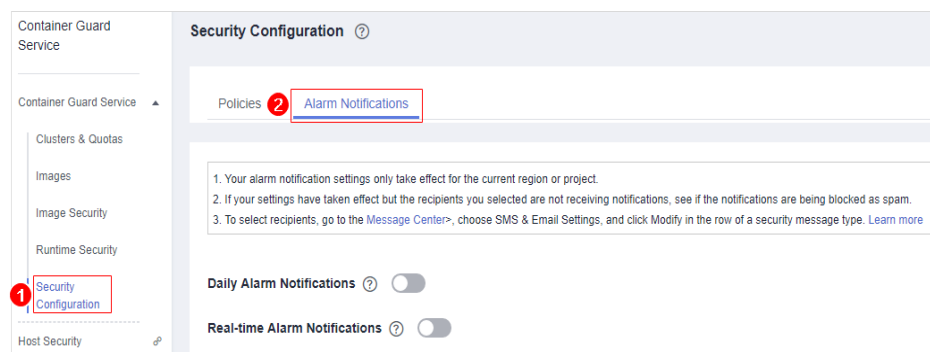 Container Guard
Service
Security Configuration ?
Container Guard Service
Policies 2 Alarm Notifications
Clusters & Quotas
Images
1. Your alarm notification settings only take effect for the current region or project.
2. If your settings have taken effect but the recipients you selected are not receiving notifications, see if the notifications are being blocked as spam.
3. To select recipients, go to the Message Center>, choose SMS & Email Settings, and click Modify in the row of a security message type. Learn more
Image Security
Runtime Security
1 Security
Configuration
Daily Alarm Notifications ?
Real-time Alarm Notifications ?
Host Security